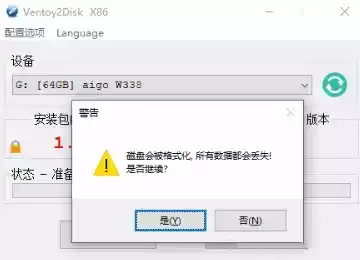 Ventoy2Disk X86
配置选项 Language
设备
G: [64GB] aigo W338
警告
安装包 版本
1.
磁盘会被格式化, 所有数据都会丢失!
是否继续?
状态 - 准备
是(Y) 否(N)